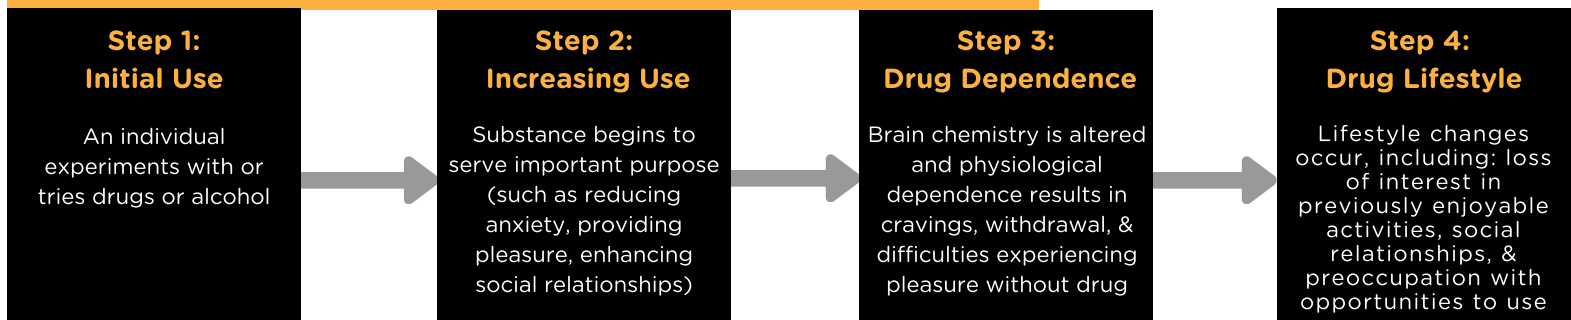 Step 1:
Initial Use
An individual
experiments with or
tries drugs or alcohol
Step 2:
Increasing Use
Substance begins to
serve important purpose
(such as reducing
anxiety, providing
pleasure, enhancing
social relationships)
Step 3:
Drug Dependence
Brain chemistry is altered
and physiological
dependence results in
cravings, withdrawal, &
difficulties experiencing
pleasure without drug
Step 4:
Drug Lifestyle
Lifestyle changes
occur, including: loss
of interest in
previously enjoyable
activities, social
relationships, &
preoccupation with
opportunities to use